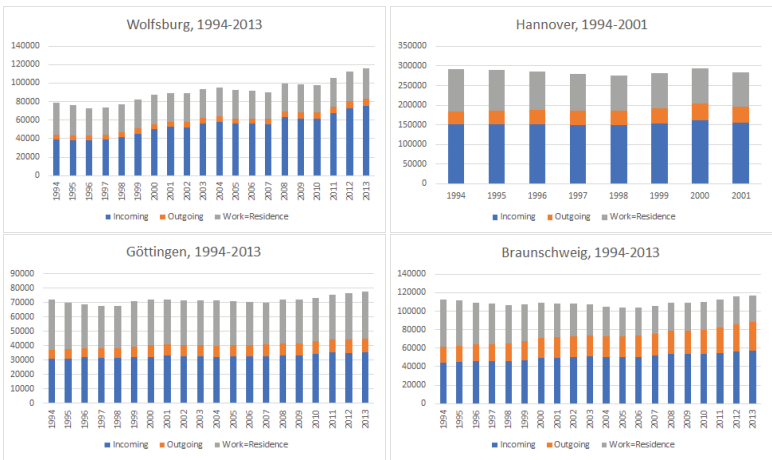 Wolfsburg, 1994-2013
140000
120000
100000
80000
60000
40000
20000
0
1994 1995 1996 1997 1998 1999 2000 2001 2002 2003 2004 2005 2006 2007 2008 2009 2010 2011 2012 2013
Incoming Outgoing Work=Residence
Hannover, 1994-2001
350000
300000
250000
200000
150000
100000
50000
0
1994 1995 1996 1997 1998 1999 2000 2001
Incoming Outgoing Work=Residence
Göttingen, 1994-2013
90000
80000
70000
60000
50000
40000
30000
20000
10000
0
1994 1995 1996 1997 1998 1999 2000 2001 2002 2003 2004 2005 2006 2007 2008 2009 2010 2011 2012 2013
Incoming Outgoing Work=Residence
Braunschweig, 1994-2013
140000
120000
100000
80000
60000
40000
20000
0
1994 1995 1996 1997 1998 1999 2000 2001 2002 2003 2004 2005 2006 2007 2008 2009 2010 2011 2012 2013
Incoming Outgoing Work=Residence